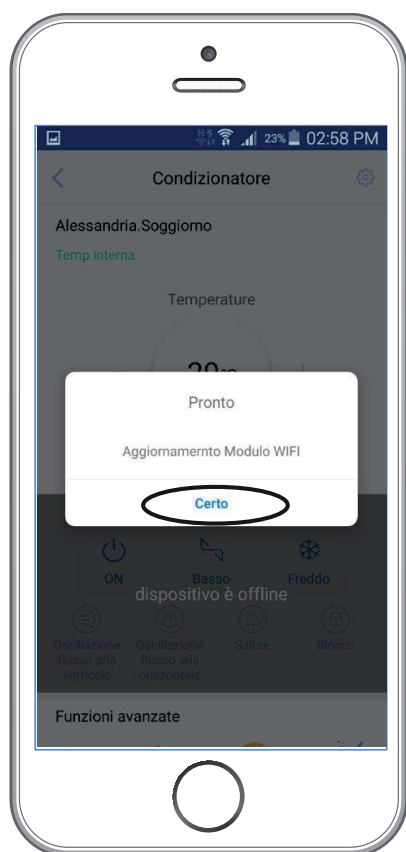 23% 02:58 PM
Condizionatore
Alessandria.Soggiorno
Temp interna
Temperature
Pronto
Aggiornamernto Modulo WIFI
Certo
ON Basso Freddo
dispositivo è offline
Oscillazione flusso aria verticale
Oscillazione flusso aria orizzontale
Salute
Blocco
Funzioni avanzate